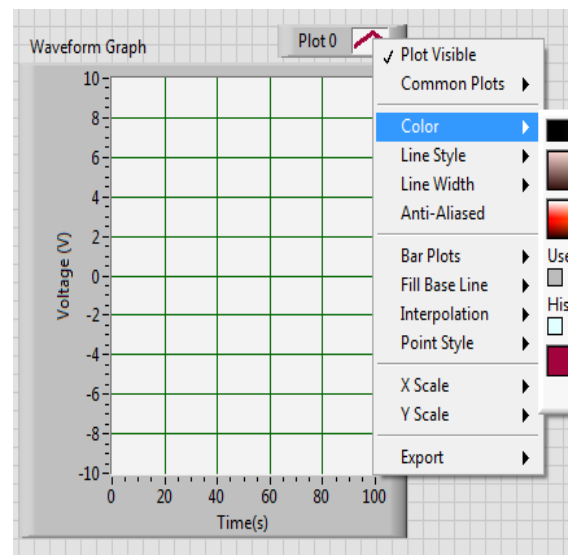 Waveform Graph
Plot 0
Plot Visible
Common Plots
Color
Line Style
Line Width
Anti-Aliased
Bar Plots
Fill Base Line
Interpolation
Point Style
X Scale
Y Scale
Export
Use
His
Voltage (V)
10
8
6
4
2
0
-2
-4
-6
-8
-10
0 20 40 60 80 100
Time(s)